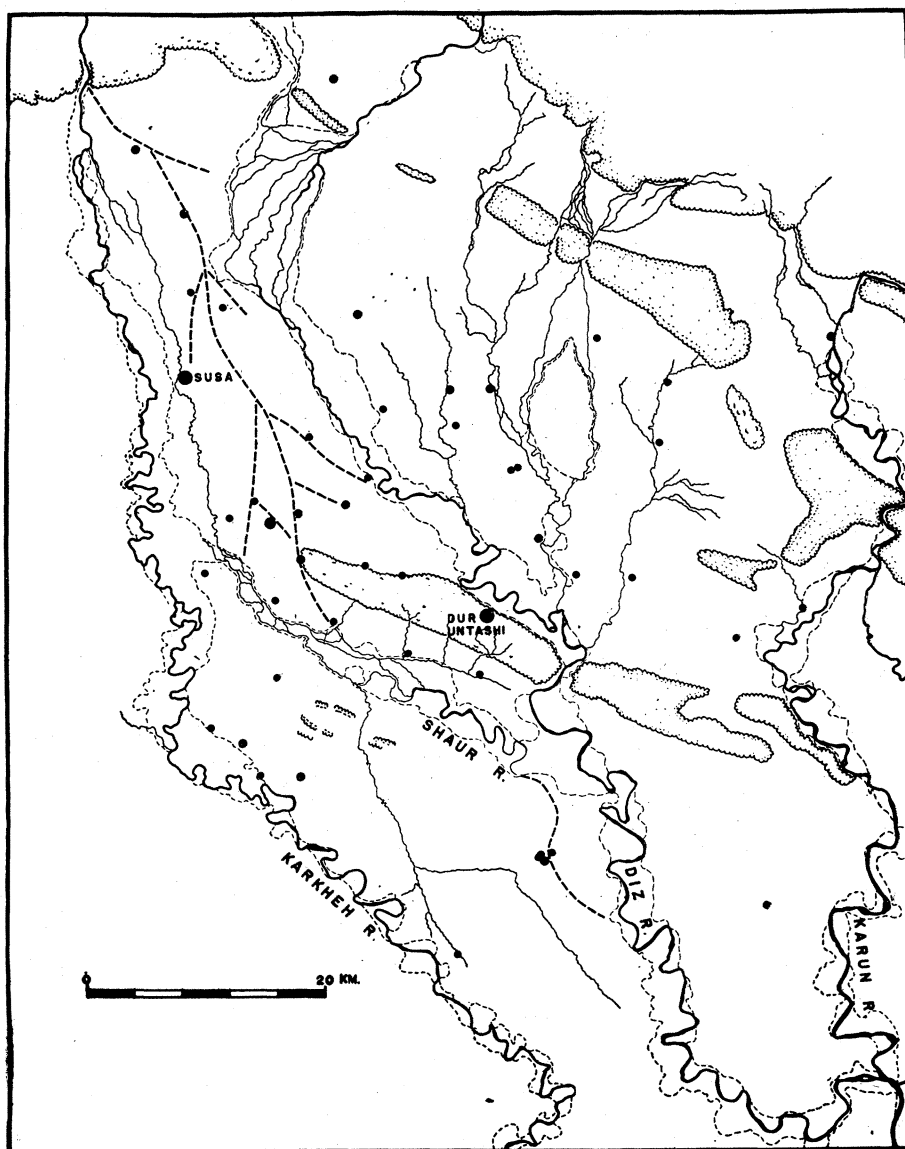 SUSA
DUR
UNTASHI
SHAUR R.
KARKHEH R.
DIZ R.
KARUN R.
0 20 KM.